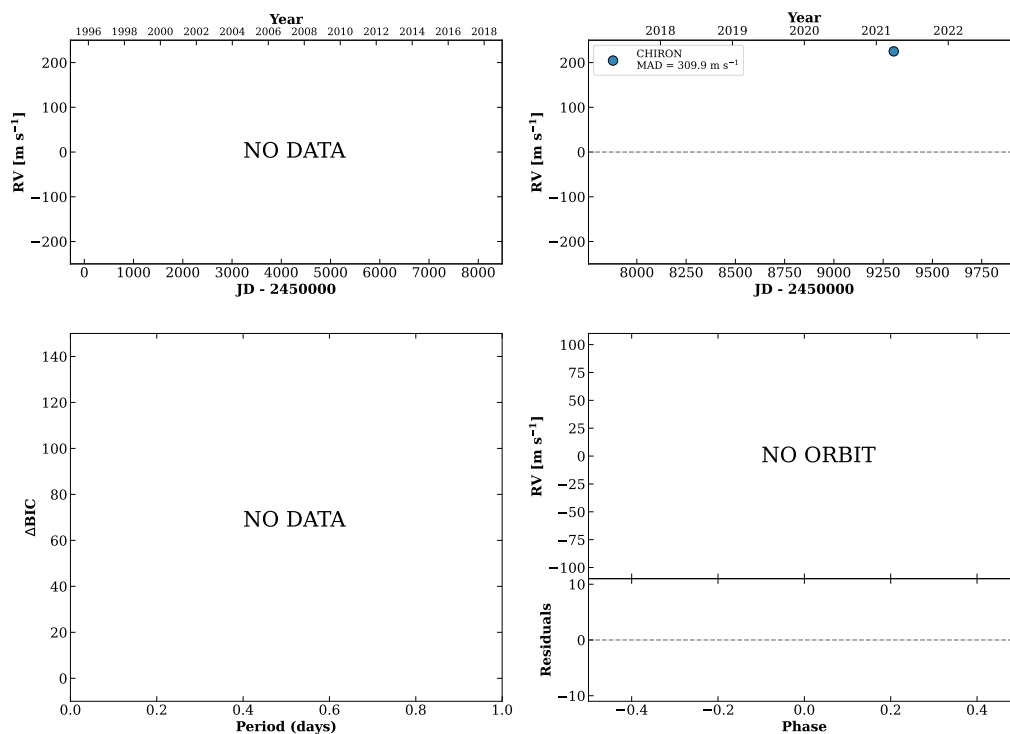 Year
1996 1998 2000 2002 2004 2006 2008 2010 2012 2014 2016 2018
200
100
0
−100
−200
RV [m s−1]
NO DATA
0 1000 2000 3000 4000 5000 6000 7000 8000
JD - 2450000
Year
2018 2019 2020 2021 2022
CHIRON
MAD = 309.9 m s−1
200
100
0
−100
−200
RV [m s−1]
8000 8250 8500 8750 9000 9250 9500 9750
JD - 2450000
140
120
100
80
60
40
20
0
ΔBIC
NO DATA
0.0 0.2 0.4 0.6 0.8 1.0
Period (days)
100
75
50
25
0
−25
−50
−75
−100
RV [m s−1]
NO ORBIT
10
0
−10
Residuals
−0.4 −0.2 0.0 0.2 0.4
Phase